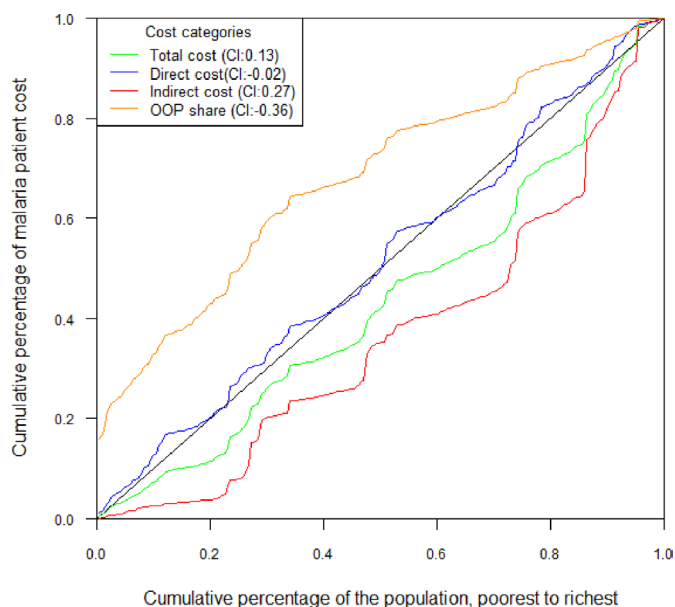 Cost categories
Total cost (CI:0.13)
Direct cost(CI:-0.02)
Indirect cost (CI:0.27)
OOP share (CI:-0.36)
Cumulative percentage of malaria patient cost
1.0
0.8
0.6
0.4
0.2
0.0
0.0 0.2 0.4 0.6 0.8 1.0
Cumulative percentage of the population, poorest to richest